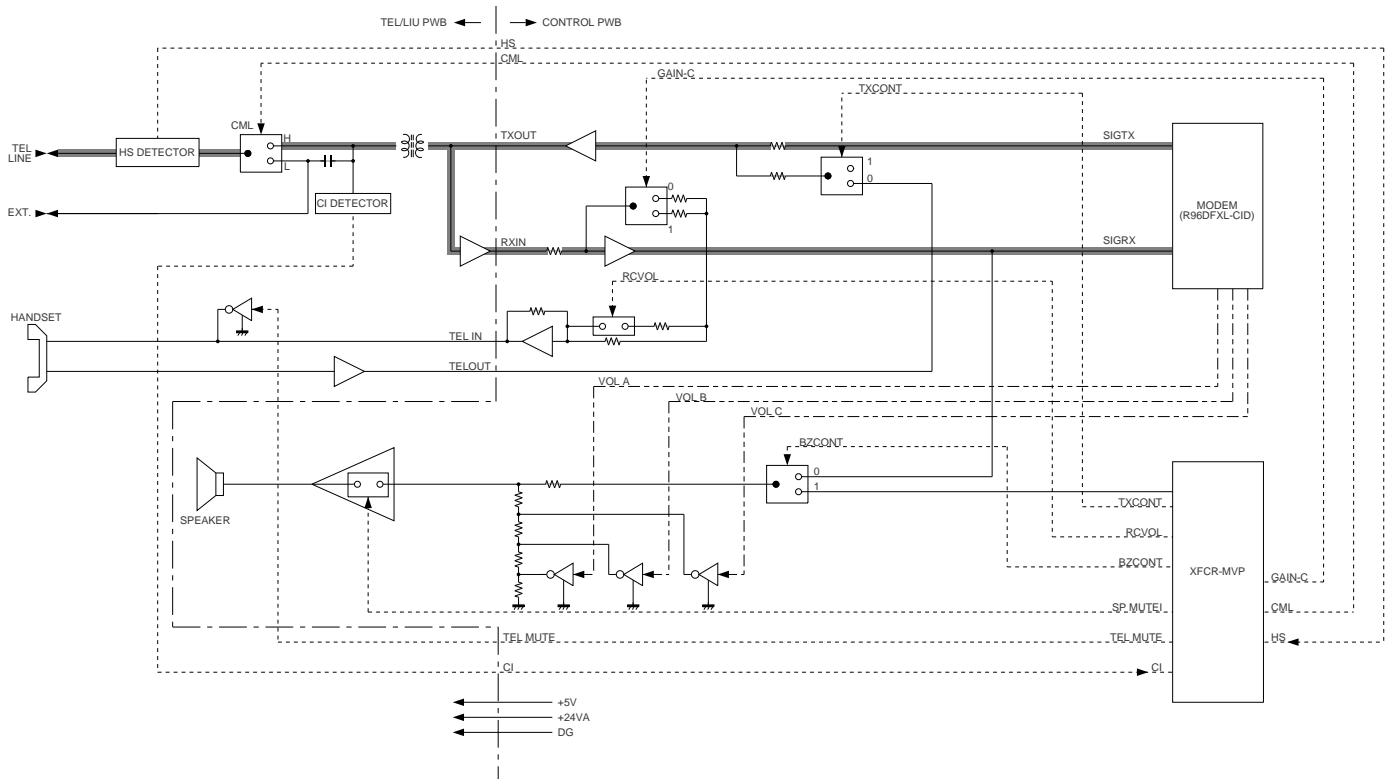 TEL/LIU PWB
CONTROL PWB
HS
CML
GAIN-C
TXCONT
CML
H
TXOUT
SIGTX
TEL
LINE
HS DETECTOR
L
1
0
CI DETECTOR
0
1
MODEM
(R96DFXL-CID)
EXT.
RXIN
SIGRX
RCVOL
HANDSET
TEL IN
TELOUT
VOL A
VOL B
VOL C
BZCONT
0
1
SPEAKER
TXCONT
RCVOL
BZCONT
XFCR-MVP
GAIN-C
SP MUTEI
CML
TEL MUTE
TEL MUTE
HS
CI
CI
+5V
+24VA
DG